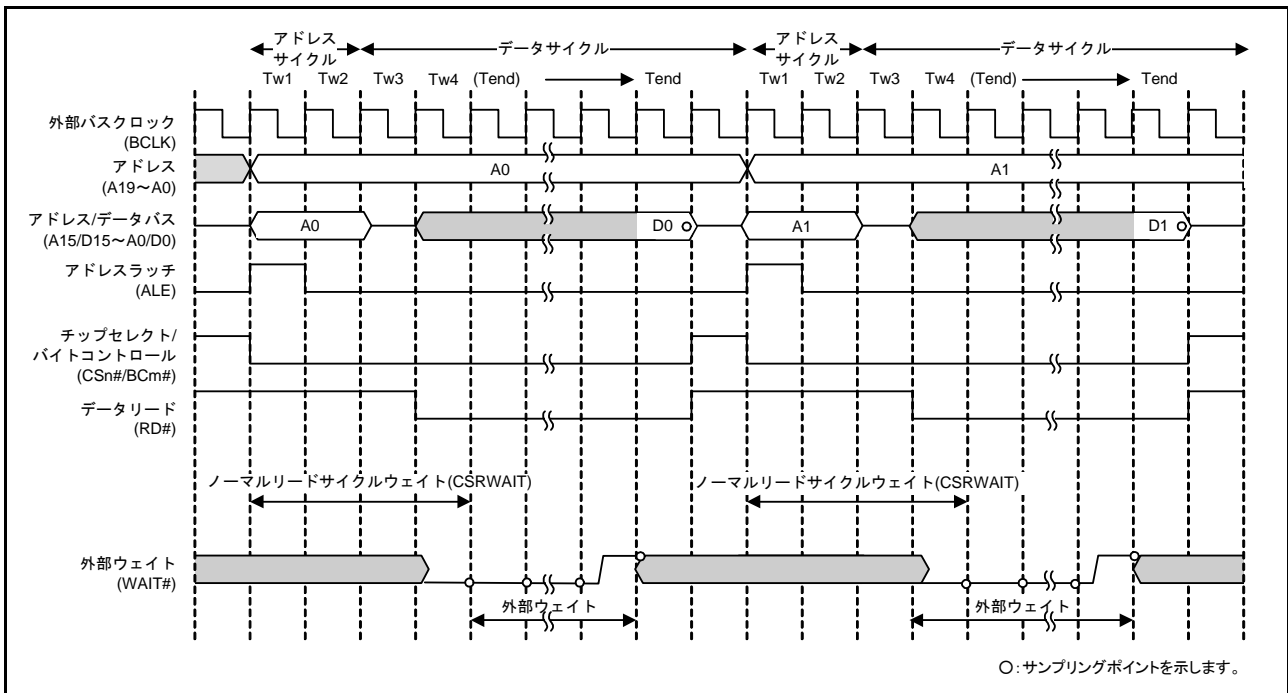 アドレス
サイクル
データサイクル
アドレス
サイクル
データサイクル
Tw1 Tw2 Tw3 Tw4 (Tend) Tend Tw1 Tw2 Tw3 Tw4 (Tend) Tend
外部バスクロック
(BCLK)
アドレス
(A19～A0)
A0
A1
アドレス/データバス
(A15/D15～A0/D0)
A0
D0
A1
D1
アドレスラッチ
(ALE)
チップセレクト/
バイトコントロール
(CSn#/BCm#)
データリード
(RD#)
ノーマルリードサイクルウェイト(CSRWAIT)
ノーマルリードサイクルウェイト(CSRWAIT)
外部ウェイト
(WAIT#)
外部ウェイト
外部ウェイト
○:サンプリングポイントを示します。